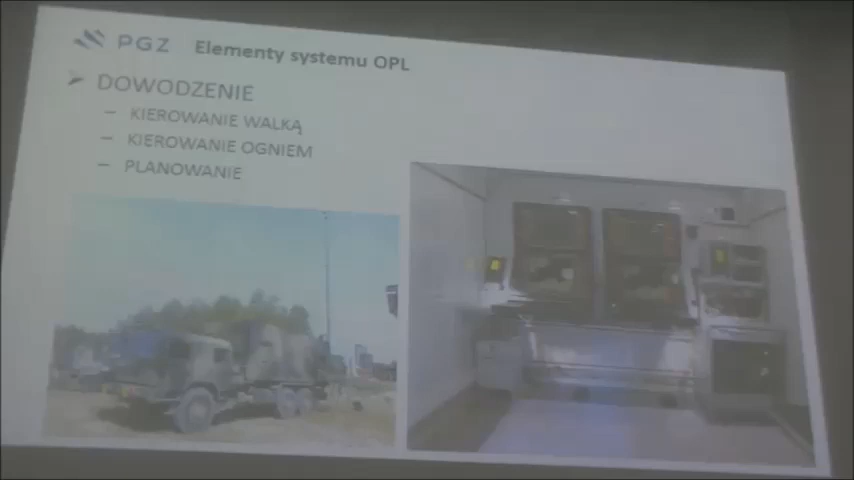 PGZ Elementy systemu OPL
➢ DOWODZENIE
– KIEROWANIE WALKĄ
– KIEROWANIE OGNIEM
– PLANOWANIE